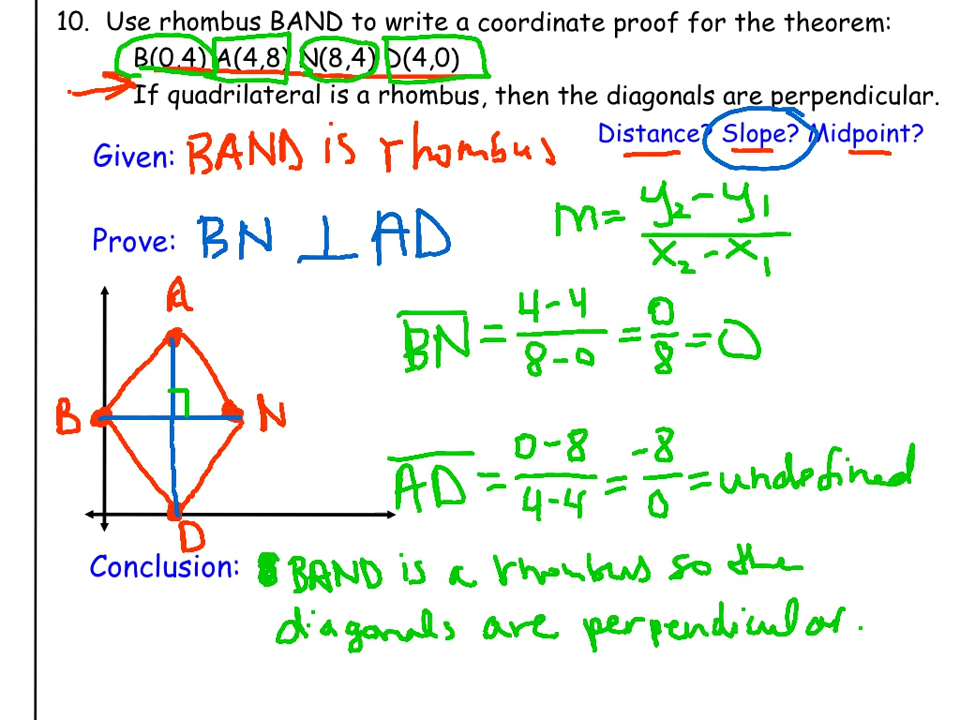 10. Use rhombus BAND to write a coordinate proof for the theorem:
B(0,4) A(4,8) N(8,4) D(4,0)
If quadrilateral is a rhombus, then the diagonals are perpendicular.
Distance? Slope? Midpoint?
Given: BAND is rhombus
m = y₂ - y₁ / x₂ - x₁
Prove: BN ⊥ AD
A
B
N
D
BN = 4 - 4 / 8 - 0 = 0 / 8 = 0
AD = 0 - 8 / 4 - 4 = -8 / 0 = undefined
Conclusion: BAND is a rhombus so the
diagonals are perpendicular.